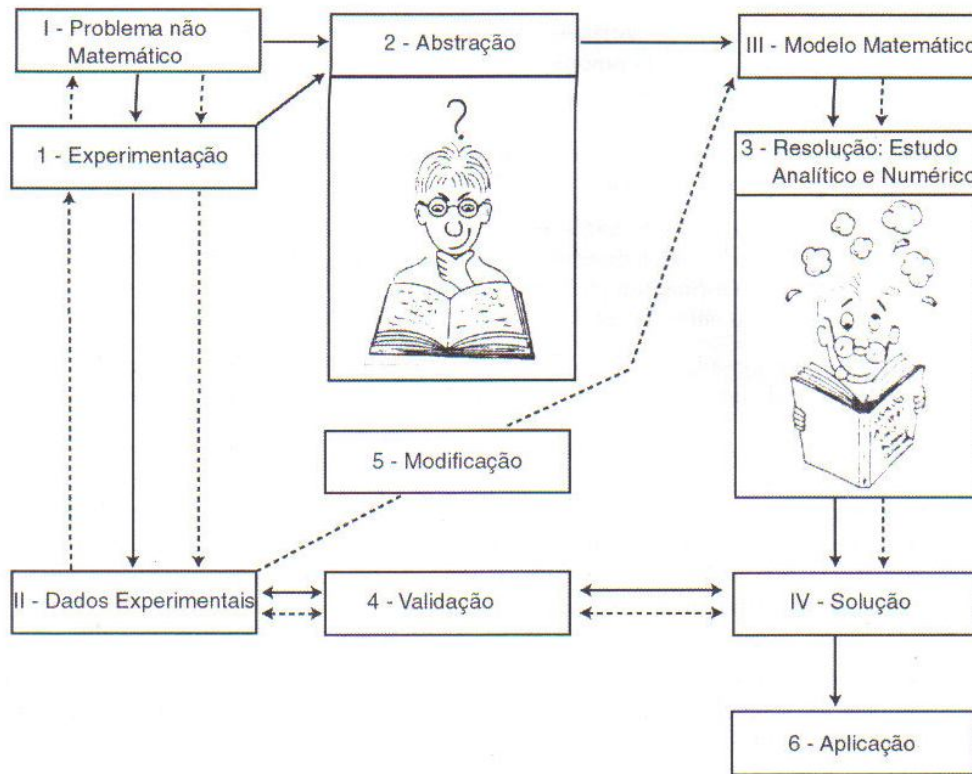 I - Problema não
Matemático
2 - Abstração
III - Modelo Matemático
1 - Experimentação
3 - Resolução: Estudo
Analítico e Numérico
?
5 - Modificação
II - Dados Experimentais
4 - Validação
IV - Solução
6 - Aplicação